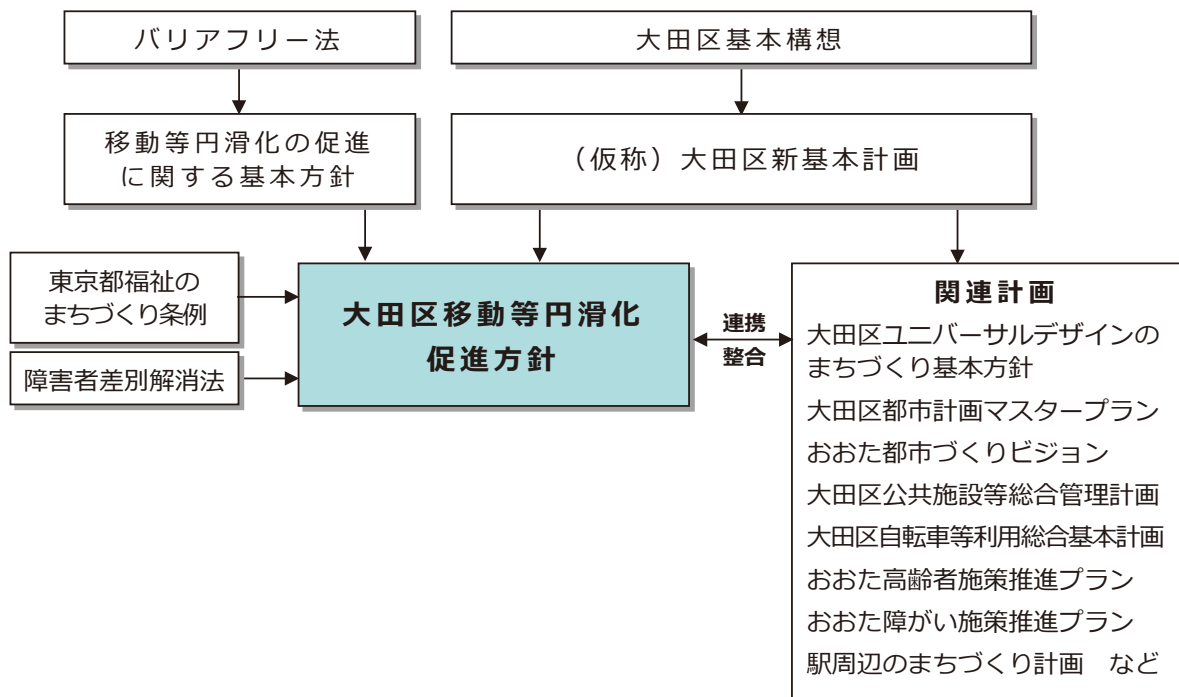 バリアフリー法
大田区基本構想
移動等円滑化の促進
に関する基本方針
（仮称）大田区新基本計画
東京都福祉の
まちづくり条例
障害者差別解消法
大田区移動等円滑化
促進方針
連携
整合
関連計画
大田区ユニバーサルデザインの
まちづくり基本方針
大田区都市計画マスタープラン
おおた都市づくりビジョン
大田区公共施設等総合管理計画
大田区自転車等利用総合基本計画
おおた高齢者施策推進プラン
おおた障がい施策推進プラン
駅周辺のまちづくり計画　など